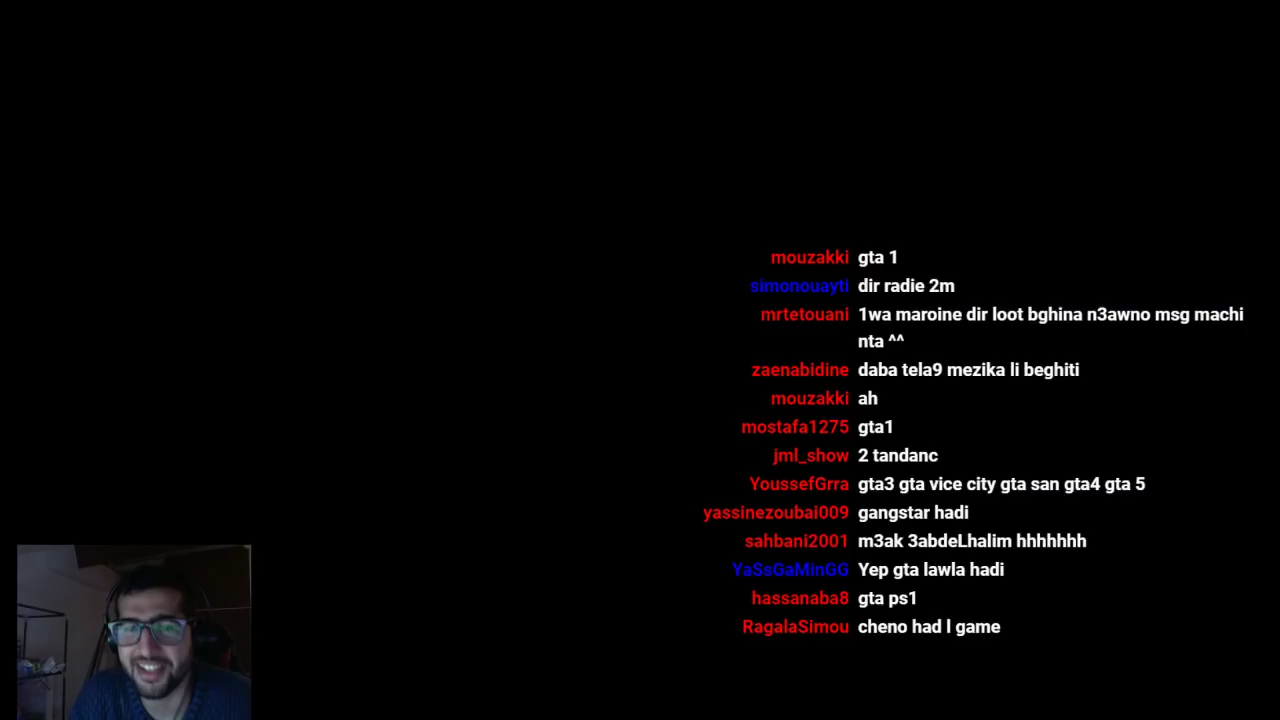 mouzakki gta 1
simonouayti dir radie 2m
mrtetouani 1wa maroine dir loot bghina n3awno msg machi
nta ^^
zaenabidine daba tela9 mezika li beghiti
mouzakki ah
mostafa1275 gta1
jml_show 2 tandanc
YoussefGrra gta3 gta vice city gta san gta4 gta 5
yassinezoubai009 gangstar hadi
sahbani2001 m3ak 3abdeLhalim hhhhhhh
YaSsGaMinGG Yep gta lawla hadi
hassanaba8 gta ps1
RagalaSimou cheno had l game